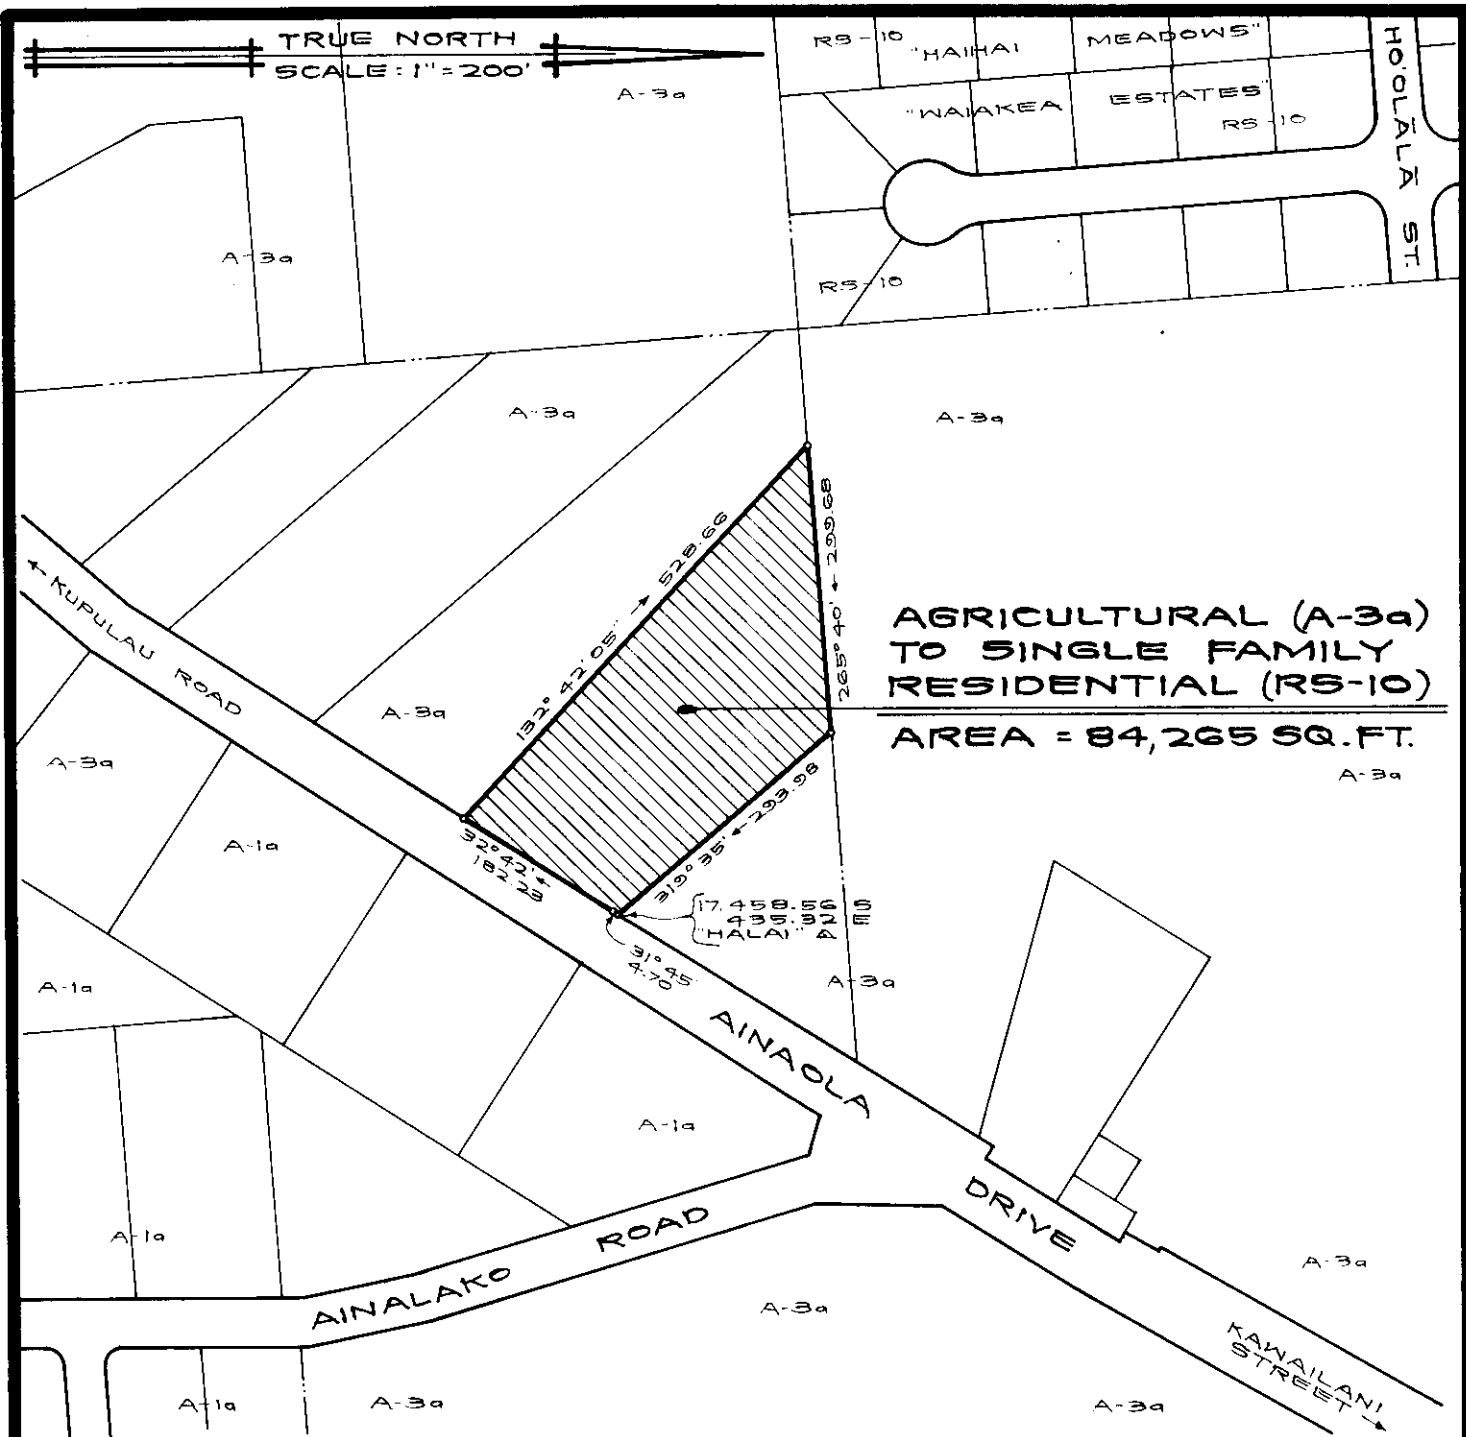 TRUE NORTH
SCALE: 1" = 200'
RS-10
"HAIHAI MEADOWS"
"WAIAKEA ESTATES"
RS-10
HO'OLĀLĀ ST.
A-3a
A-3a
RS-10
A-3a
A-3a
← KUPULAU ROAD
132° 42' 05" → 528.66
265° 40' ← 299.68
AGRICULTURAL (A-3a)
TO SINGLE FAMILY
RESIDENTIAL (RS-10)
AREA = 84,265 SQ. FT.
A-3a
A-3a
A-3a
A-1a
32° 42' ←
182.23
319° 35' ← 293.98
17,458.56 S
435.32 E
"HALAI" △
31° 45'
4.70
A-1a
A-3a
AINAOLA DRIVE
A-1a
A-1a
AINALAKO ROAD
A-3a
A-3a
KAWAILANI
STREET →
A-1a
A-3a
A-3a